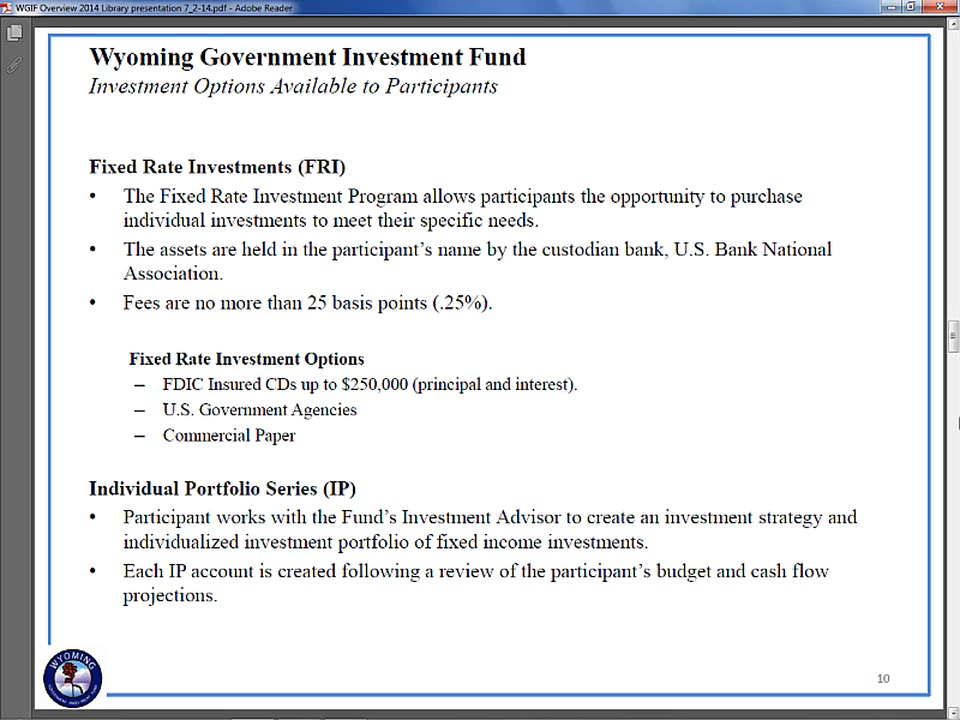 WGIF Overview 2014 Library presentation 7_2-14.pdf - Adobe Reader
Wyoming Government Investment Fund
Investment Options Available to Participants
Fixed Rate Investments (FRI)
• The Fixed Rate Investment Program allows participants the opportunity to purchase
individual investments to meet their specific needs.
• The assets are held in the participant’s name by the custodian bank, U.S. Bank National
Association.
• Fees are no more than 25 basis points (.25%).
Fixed Rate Investment Options
– FDIC Insured CDs up to $250,000 (principal and interest).
– U.S. Government Agencies
– Commercial Paper
Individual Portfolio Series (IP)
• Participant works with the Fund’s Investment Advisor to create an investment strategy and
individualized investment portfolio of fixed income investments.
• Each IP account is created following a review of the participant’s budget and cash flow
projections.
WYOMING
10